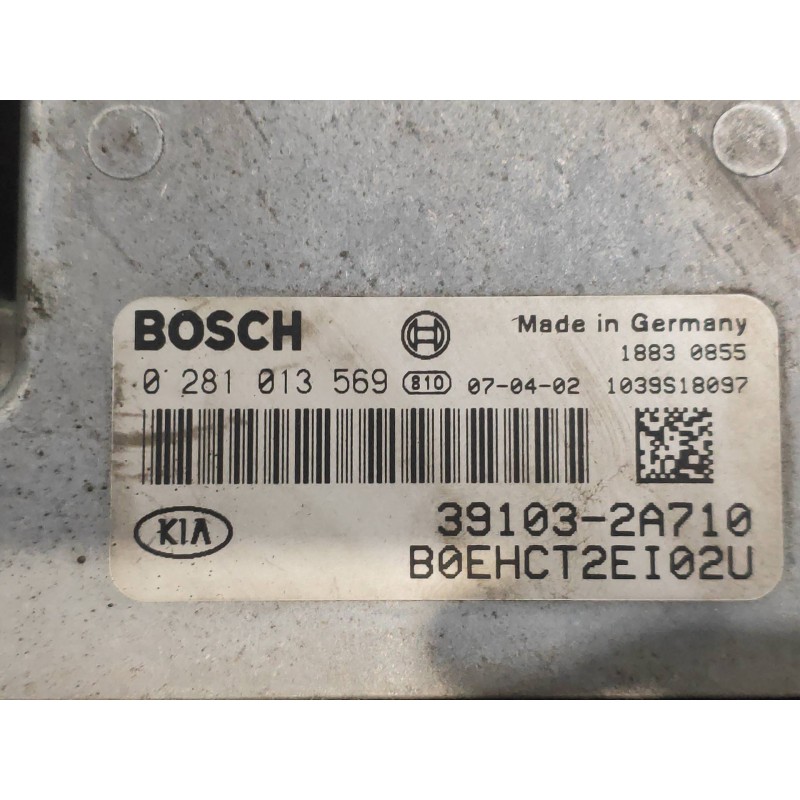 BOSCH
Made in Germany
1883 0855
0 281 013 569 810 07-04-02 1039S18097
KIA
39103-2A710
B0EHCT2EI02U